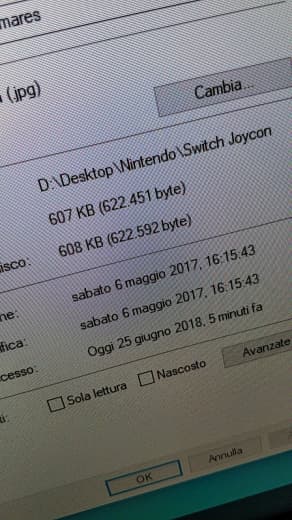 mares
(.jpg)
Cambia...
D:\Desktop\Nintendo\Switch Joycon
607 KB (622.451 byte)
isco: 608 KB (622.592 byte)
ne: sabato 6 maggio 2017, 16:15:43
ifica: sabato 6 maggio 2017, 16:15:43
cesso: Oggi 25 giugno 2018, 5 minuti fa
ti: Sola lettura Nascosto Avanzate
OK Annulla